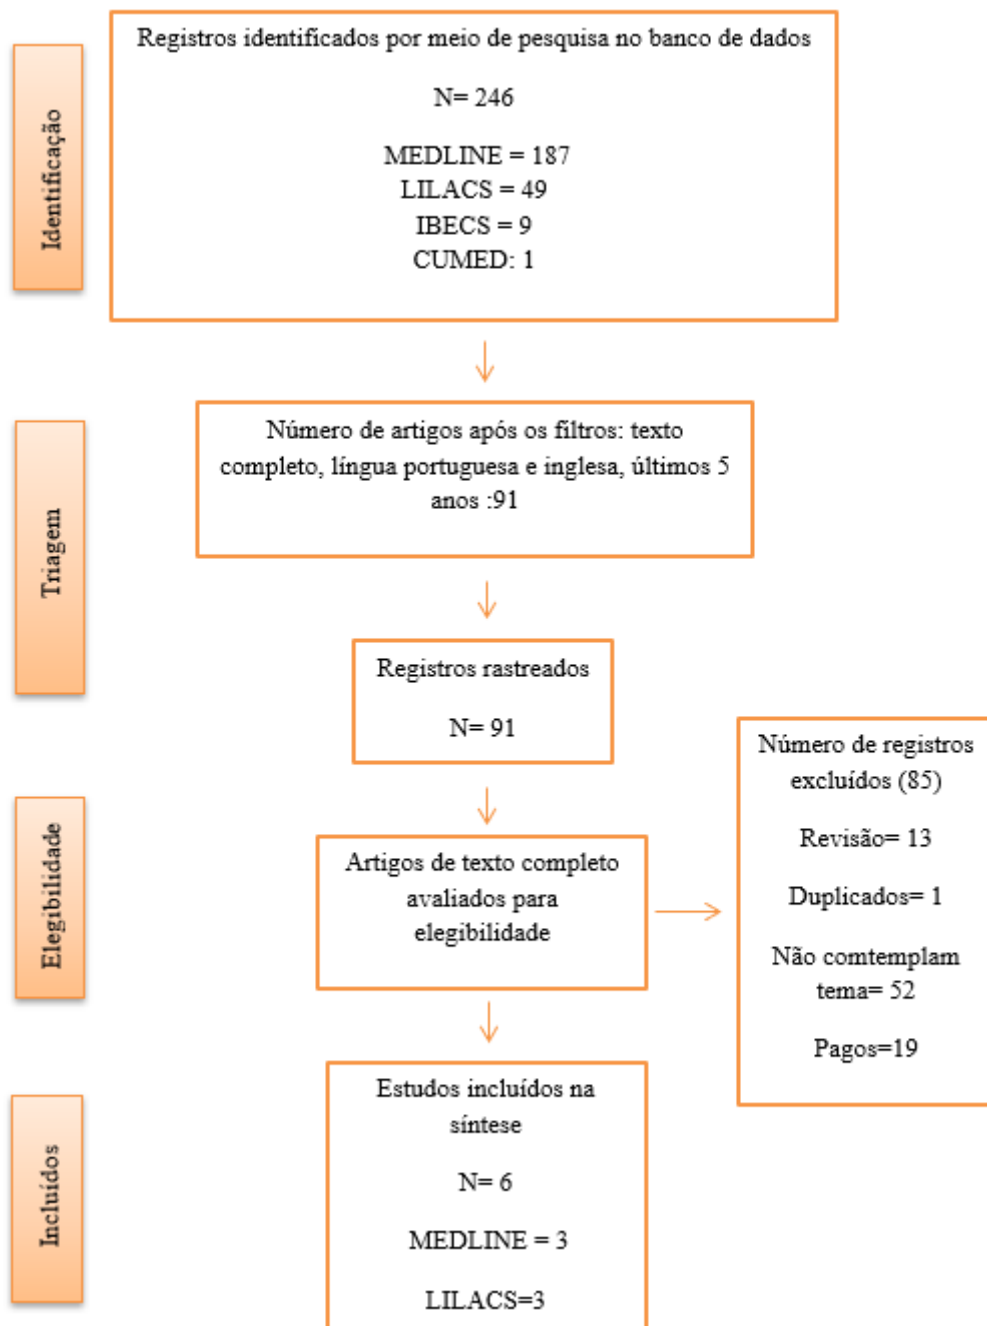 Identificação
Registros identificados por meio de pesquisa no banco de dados
N= 246
MEDLINE = 187
LILACS = 49
IBECS = 9
CUMED: 1
Triagem
Número de artigos após os filtros: texto
completo, língua portuguesa e inglesa, últimos 5
anos :91
Registros rastreados
N= 91
Elegibilidade
Artigos de texto completo
avaliados para
elegibilidade
Número de registros
excluídos (85)
Revisão= 13
Duplicados= 1
Não comtemplam
tema= 52
Pagos=19
Incluídos
Estudos incluídos na
síntese
N= 6
MEDLINE = 3
LILACS=3